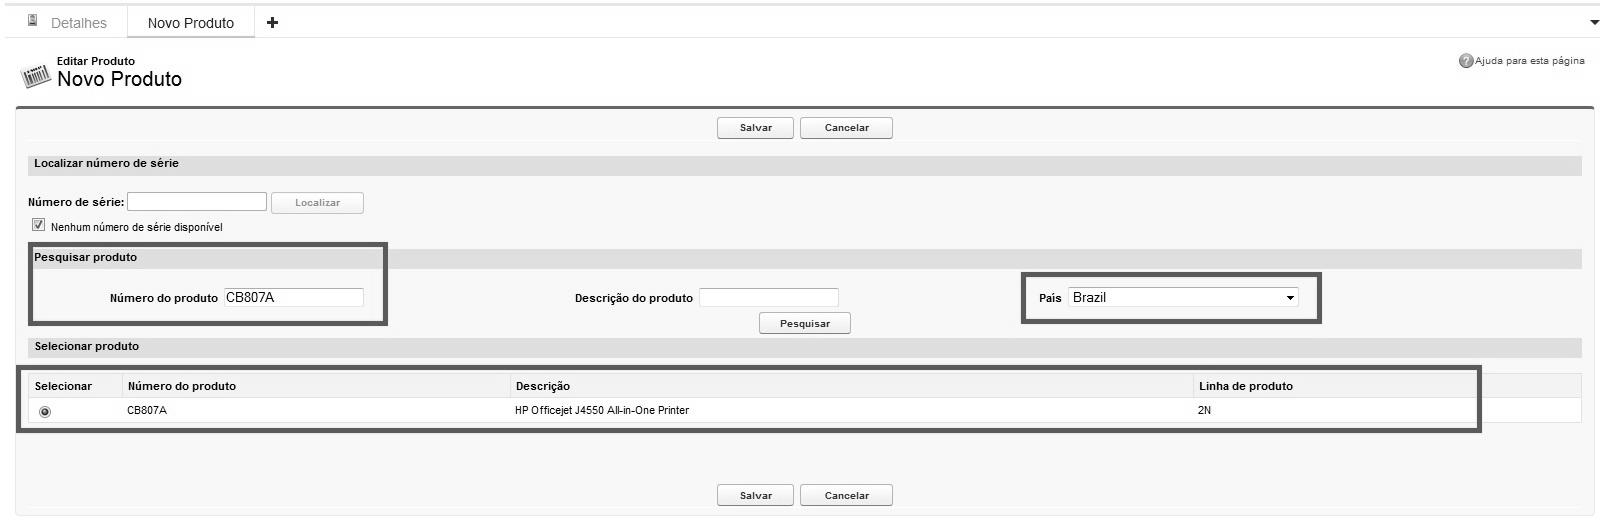 Detalhes Novo Produto
Editar Produto
Novo Produto
Ajuda para esta página
Salvar Cancelar
Localizar número de série
Número de série: Localizar
Nenhum número de série disponível
Pesquisar produto
Número do produto CB807A Descrição do produto País Brazil
Pesquisar
Selecionar produto
Selecionar Número do produto Descrição Linha de produto
CB807A HP Officejet J4550 All-in-One Printer 2N
Salvar Cancelar